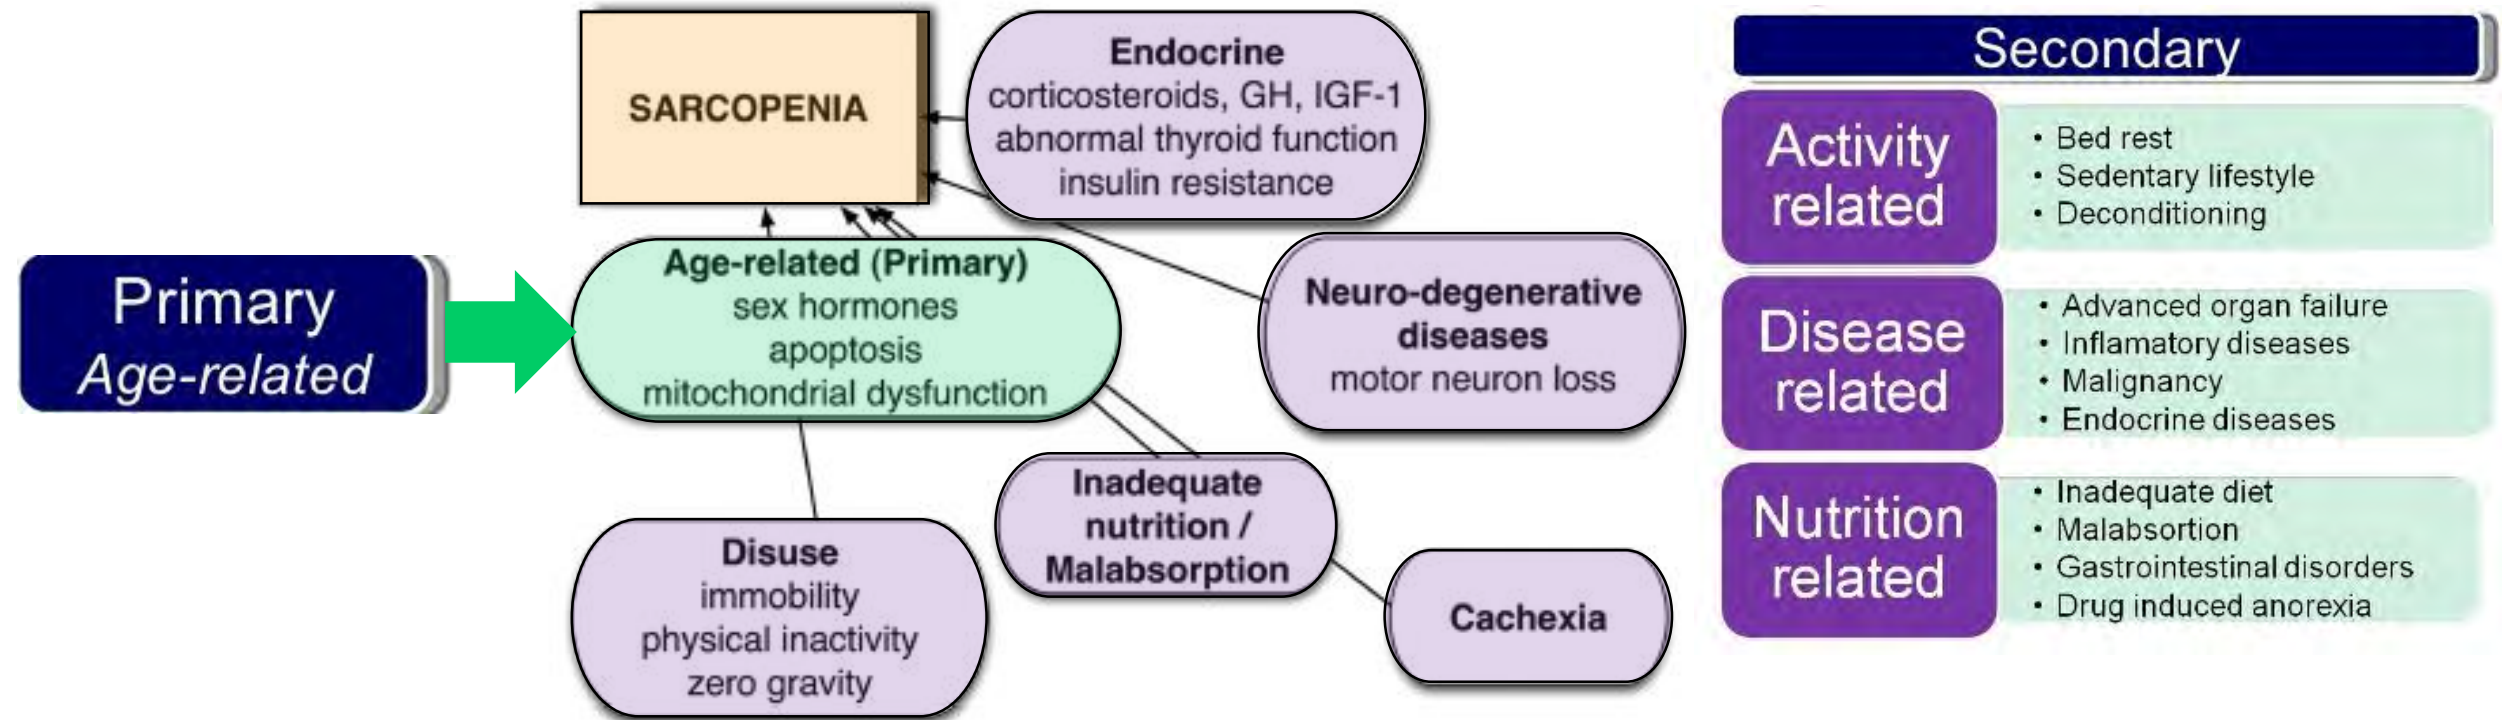 Primary
Age-related
SARCOPENIA
Endocrine
corticosteroids, GH, IGF-1
abnormal thyroid function
insulin resistance
Age-related (Primary)
sex hormones
apoptosis
mitochondrial dysfunction
Neuro-degenerative
diseases
motor neuron loss
Inadequate
nutrition /
Malabsorption
Disuse
immobility
physical inactivity
zero gravity
Cachexia
Secondary
Activity
related
• Bed rest
• Sedentary lifestyle
• Deconditioning
Disease
related
• Advanced organ failure
• Inflamatory diseases
• Malignancy
• Endocrine diseases
Nutrition
related
• Inadequate diet
• Malabsortion
• Gastrointestinal disorders
• Drug induced anorexia